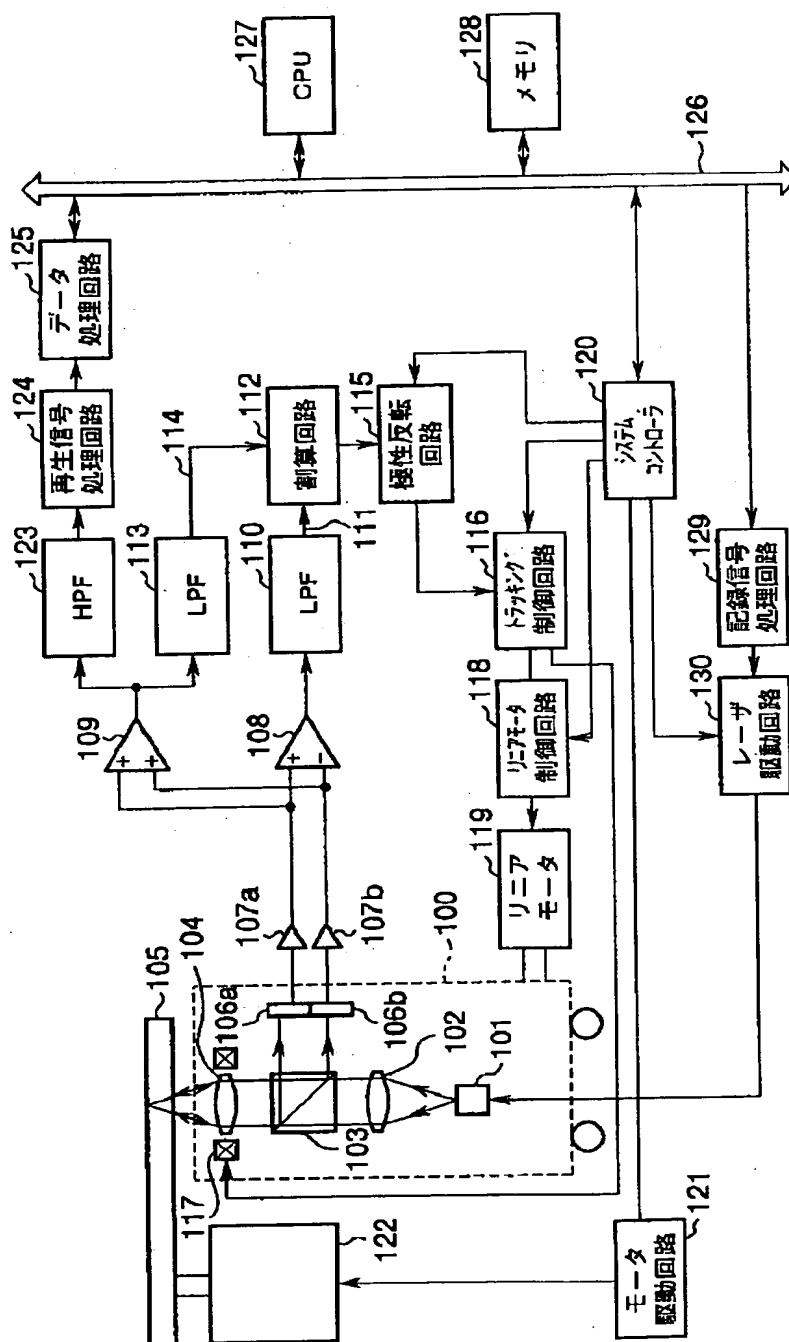 127
CPU
128
メモリ
126
125
データ
処理回路
124
再生信号
処理回路
123
HPF
114
113
LPF
112
割算回路
111
110
LPF
115
極性反転
回路
120
システム
コントローラ
116
トラッキング
制御回路
118
リニアモータ
制御回路
119
リニア
モータ
129
記録信号
処理回路
130
レーザ
駆動回路
109
+
+
108
+
-
107a
107b
100
105
104
106a
106b
102
101
103
117
122
121
モータ
駆動回路